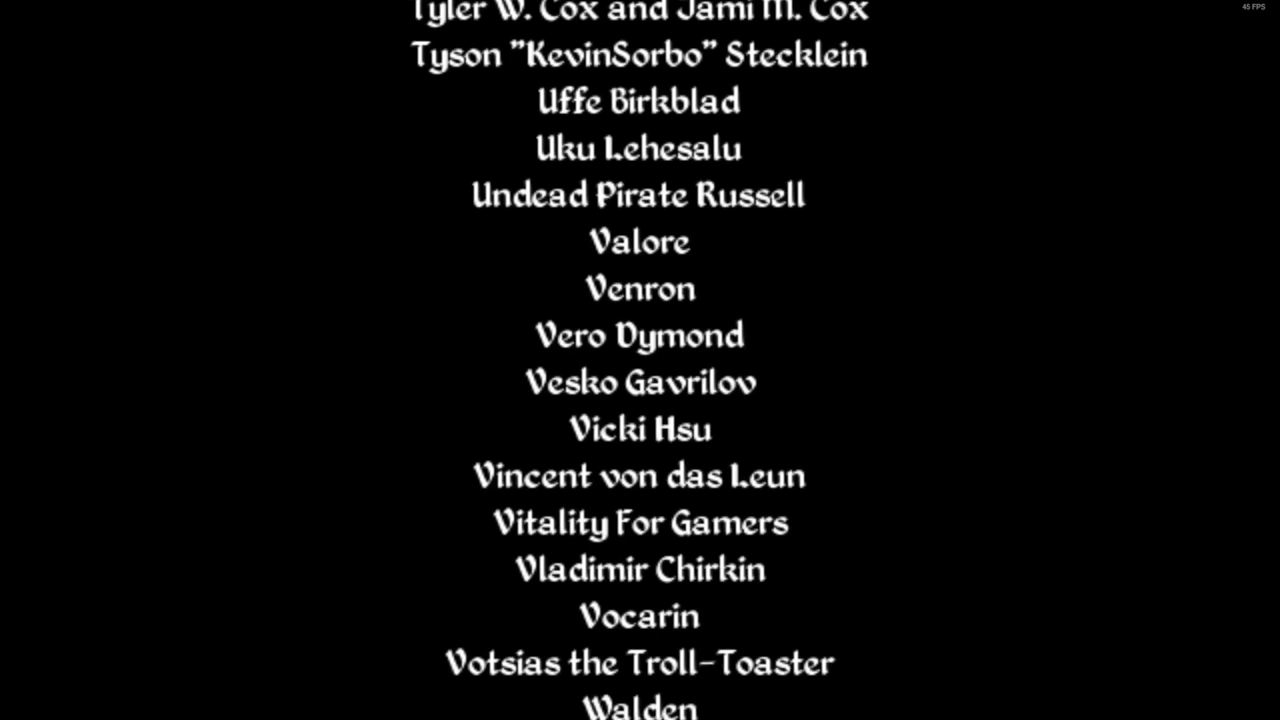 45 FPS
Tyler W. Cox and Jami M. Cox
Tyson "KevinSorbo" Stecklein
Uffe Birkblad
Uku Lehesalu
Undead Pirate Russell
Valore
Venron
Vero Dymond
Vesko Gavrilov
Vicki Hsu
Vincent von das Leun
Vitality For Gamers
Vladimir Chirkin
Vocarin
Votsias the Troll-Toaster
Walden